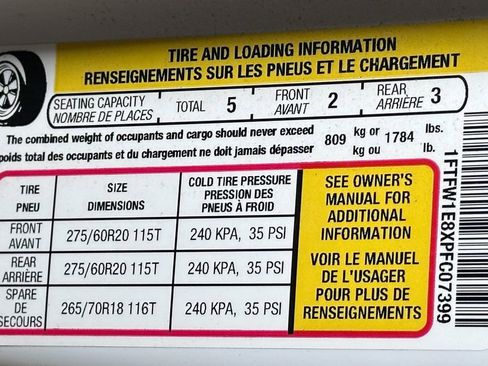 TIRE AND LOADING INFORMATION
RENSEIGNEMENTS SUR LES PNEUS ET LE CHARGEMENT
SEATING CAPACITY
NOMBRE DE PLACES
TOTAL 5
FRONT
AVANT 2
REAR
ARRIÈRE 3
The combined weight of occupants and cargo should never exceed
poids total des occupants et du chargement ne doit jamais dépasser
809 kg or 1784 lbs.
kg ou lb.
TIRE
PNEU
SIZE
DIMENSIONS
COLD TIRE PRESSURE
PRESSION DES
PNEUS À FROID
FRONT
AVANT
275/60R20 115T
240 KPA, 35 PSI
REAR
ARRIÈRE
275/60R20 115T
240 KPA, 35 PSI
SPARE
DE
SECOURS
265/70R18 116T
240 KPA, 35 PSI
SEE OWNER'S
MANUAL FOR
ADDITIONAL
INFORMATION
VOIR LE MANUEL
DE L'USAGER
POUR PLUS DE
RENSEIGNEMENTS
1FTFW1E8XPFC07399